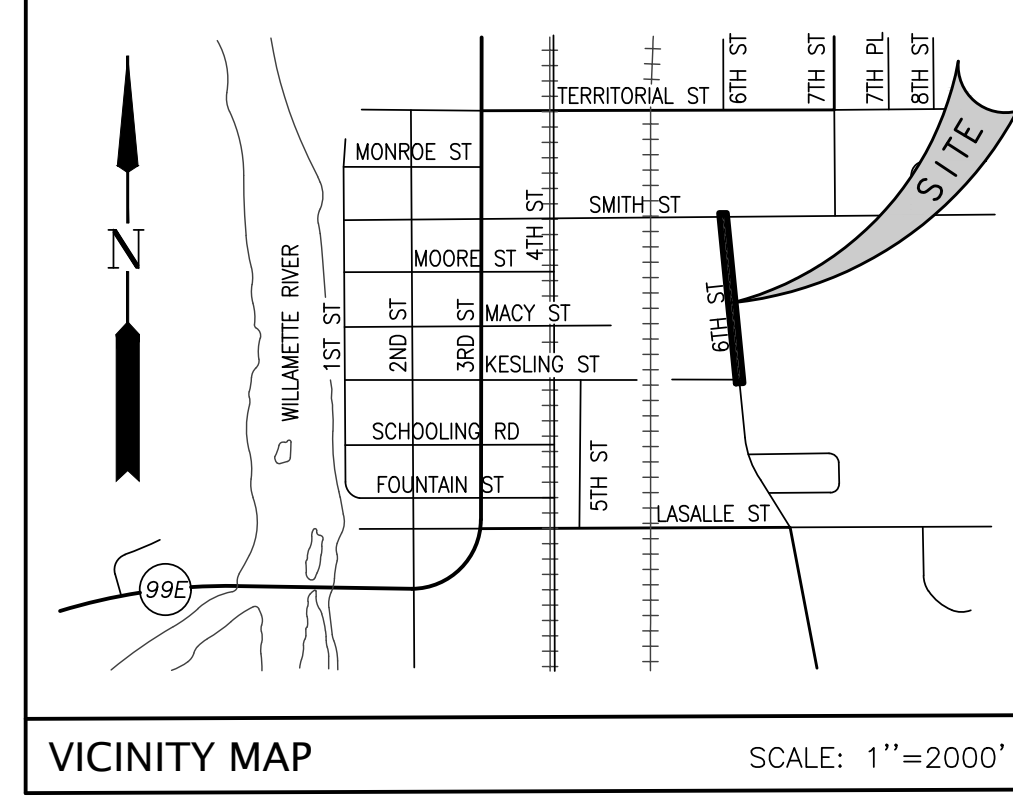 6TH ST
7TH ST
7TH PL
8TH ST
TERRITORIAL ST
SITE
MONROE ST
SMITH ST
4TH ST
N
MOORE ST
WILLAMETTE RIVER
1ST ST
2ND ST
3RD ST
MACY ST
6TH ST
KESLING ST
SCHOOLING RD
5TH ST
FOUNTAIN ST
LASALLE ST
99E
VICINITY MAP
SCALE: 1''=2000'